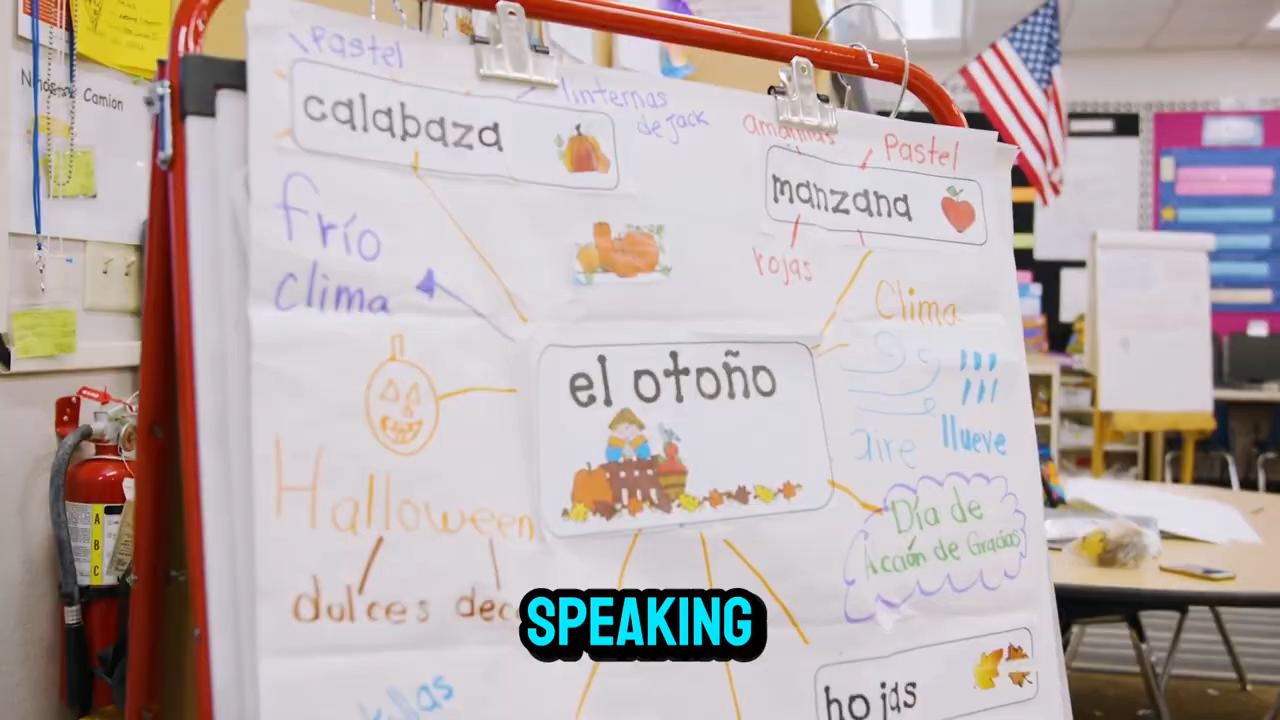 Pastel
calabaza
linternas
de jack
amarillas
Pastel
manzana
rojas
frío
clima
Clima
el otoño
aire
llueve
Halloween
Día de
Acción de Gracias
dulces
SPEAKING
hojas
A
B
C